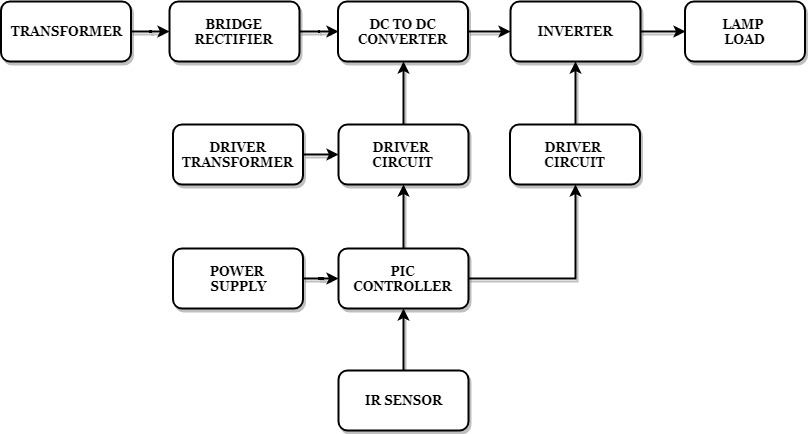 TRANSFORMER
BRIDGE
RECTIFIER
DC TO DC
CONVERTER
INVERTER
LAMP
LOAD
DRIVER
TRANSFORMER
DRIVER
CIRCUIT
DRIVER
CIRCUIT
POWER
SUPPLY
PIC
CONTROLLER
IR SENSOR